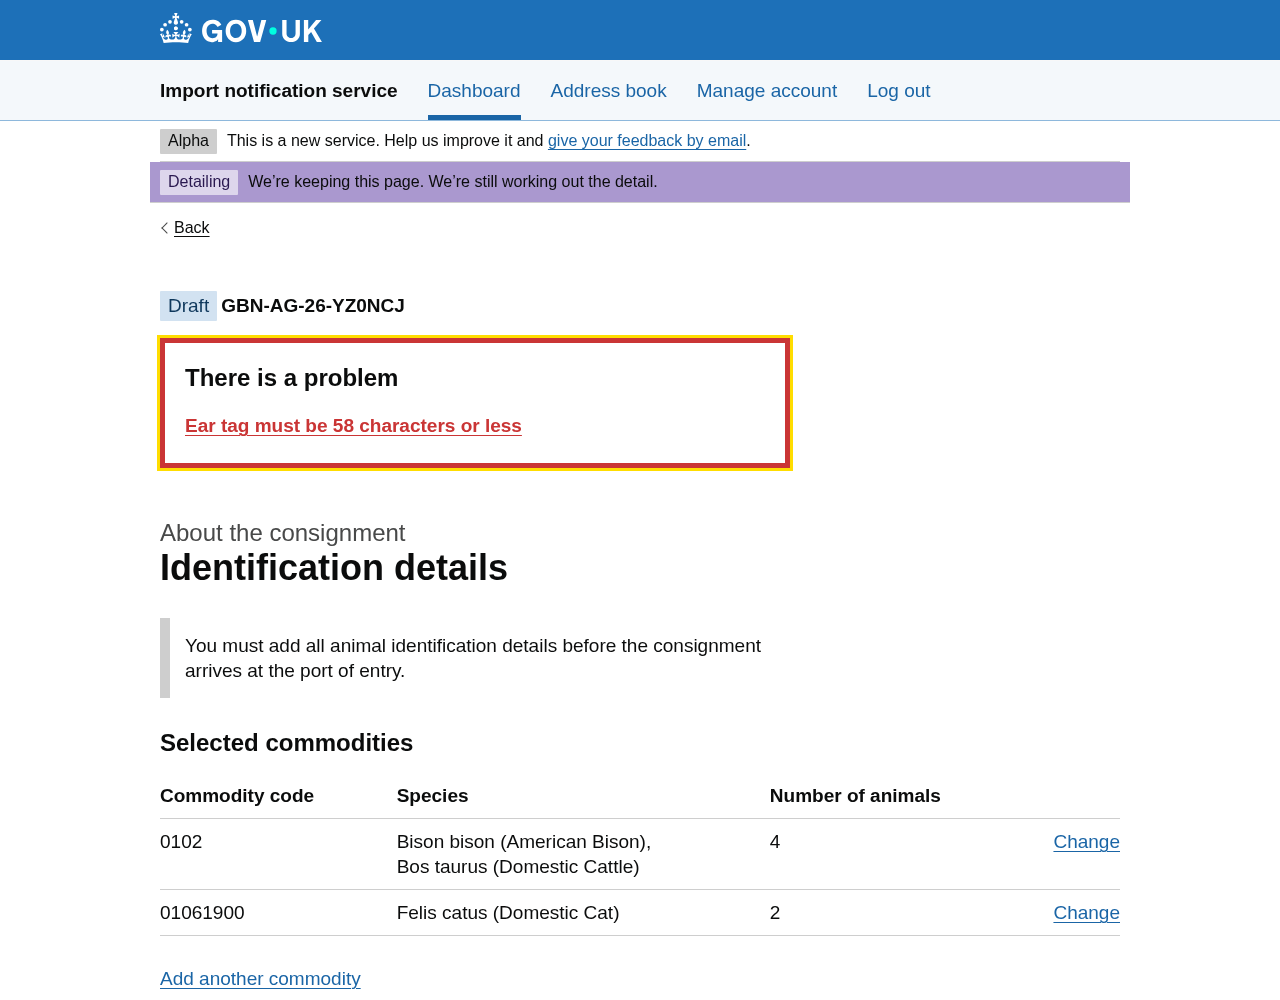 GOV•UK
Import notification service Dashboard Address book Manage account Log out
Alpha This is a new service. Help us improve it and give your feedback by email.
Detailing We’re keeping this page. We’re still working out the detail.
Back
Draft GBN-AG-26-YZ0NCJ
There is a problem
Ear tag must be 58 characters or less
About the consignment
Identification details
You must add all animal identification details before the consignment
arrives at the port of entry.
Selected commodities
Commodity code Species Number of animals
0102 Bison bison (American Bison), 4 Change
Bos taurus (Domestic Cattle)
01061900 Felis catus (Domestic Cat) 2 Change
Add another commodity